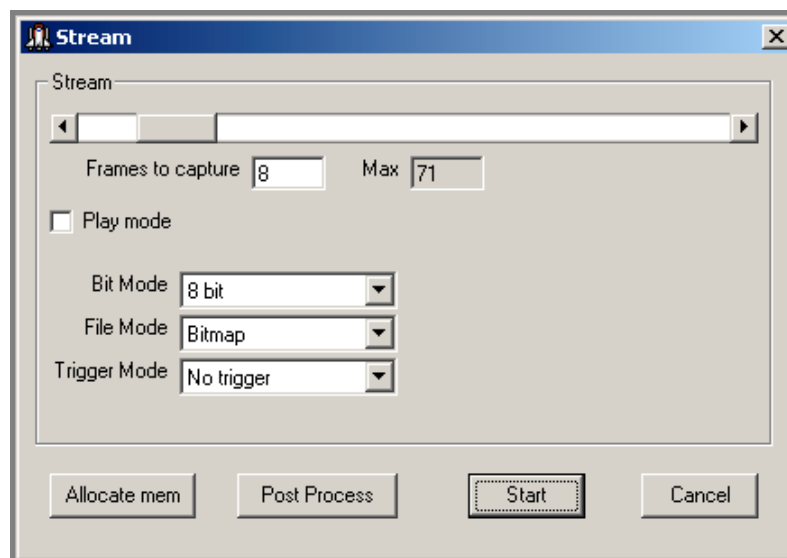 Stream
Stream
Frames to capture 8 Max 71
Play mode
Bit Mode 8 bit
File Mode Bitmap
Trigger Mode No trigger
Allocate mem Post Process Start Cancel